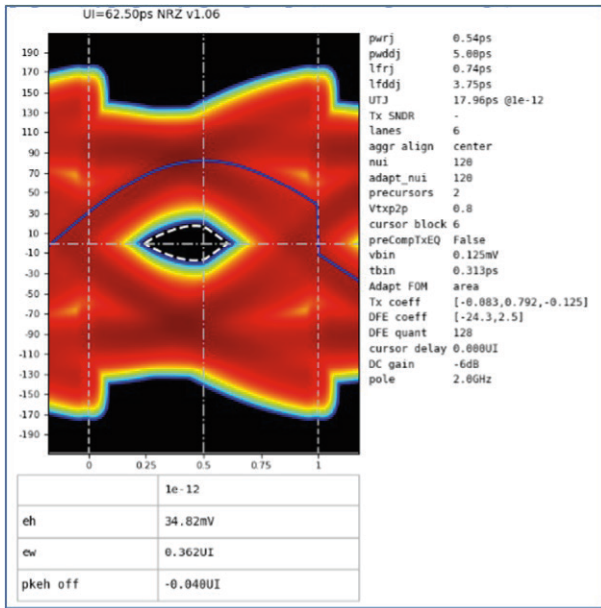 UI=62.50ps NRZ v1.06
190
170
150
130
110
90
70
50
30
10
-10
-30
-50
-70
-90
-110
-130
-150
-170
-190
0
0.25
0.5
0.75
1
pwrj 0.54ps
pwddj 5.00ps
lfrj 0.74ps
lfddj 3.75ps
UTJ 17.96ps @1e-12
Tx SNDR -
lanes 6
aggr align center
nui 120
adapt_nui 120
precursors 2
Vtxp2p 0.8
cursor block 6
preCompTxEQ False
vbin 0.125mV
tbin 0.313ps
Adapt FOM area
Tx coeff [-0.083,0.792,-0.125]
DFE coeff [-24.3,2.5]
DFE quant 128
cursor delay 0.000UI
DC gain -6dB
pole 2.0GHz
1e-12
eh 34.82mV
ew 0.362UI
pkeh off -0.040UI